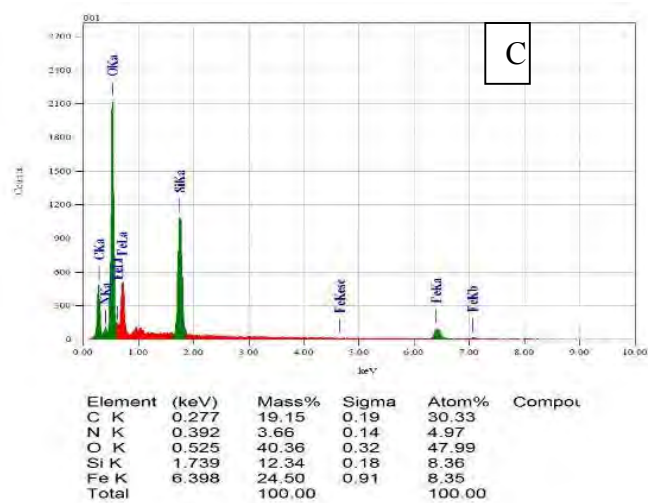 001
C
2700
2400
2100
1800
1500
1200
900
600
300
0
Count
CKa
NKa
OKa
FeLl
FeLa
SiKa
FeKesc
FeKa
FeKb
0.00 1.00 2.00 3.00 4.00 5.00 6.00 7.00 8.00 9.00 10.00
keV
Element (keV) Mass% Sigma Atom% Compou
C K 0.277 19.15 0.19 30.33
N K 0.392 3.66 0.14 4.97
O K 0.525 40.36 0.32 47.99
Si K 1.739 12.34 0.18 8.36
Fe K 6.398 24.50 0.91 8.35
Total 100.00 100.00